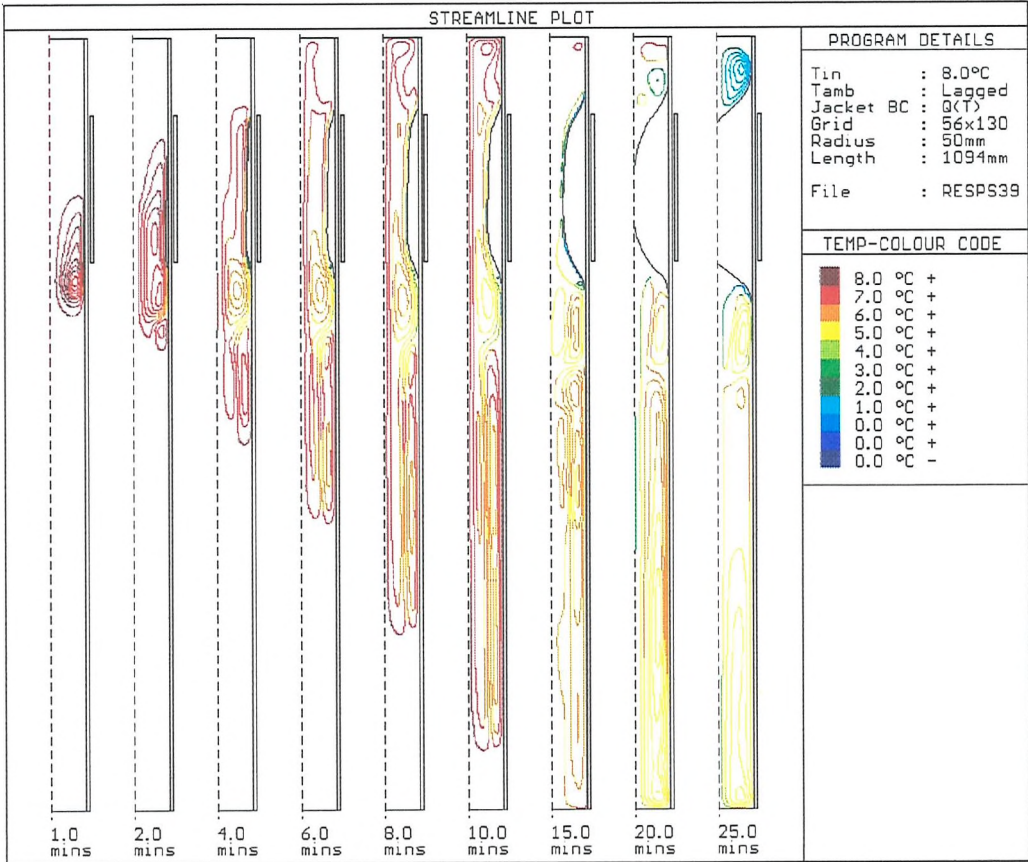 STREAMLINE PLOT
PROGRAM DETAILS
Tin : 8.0°C
Tamb : Lagged
Jacket BC : Q(T)
Grid : 56x130
Radius : 50mm
Length : 1094mm
File : RESPS39
TEMP-COLOUR CODE
8.0 °C +
7.0 °C +
6.0 °C +
5.0 °C +
4.0 °C +
3.0 °C +
2.0 °C +
1.0 °C +
0.0 °C +
0.0 °C +
0.0 °C -
1.0 mins
2.0 mins
4.0 mins
6.0 mins
8.0 mins
10.0 mins
15.0 mins
20.0 mins
25.0 mins